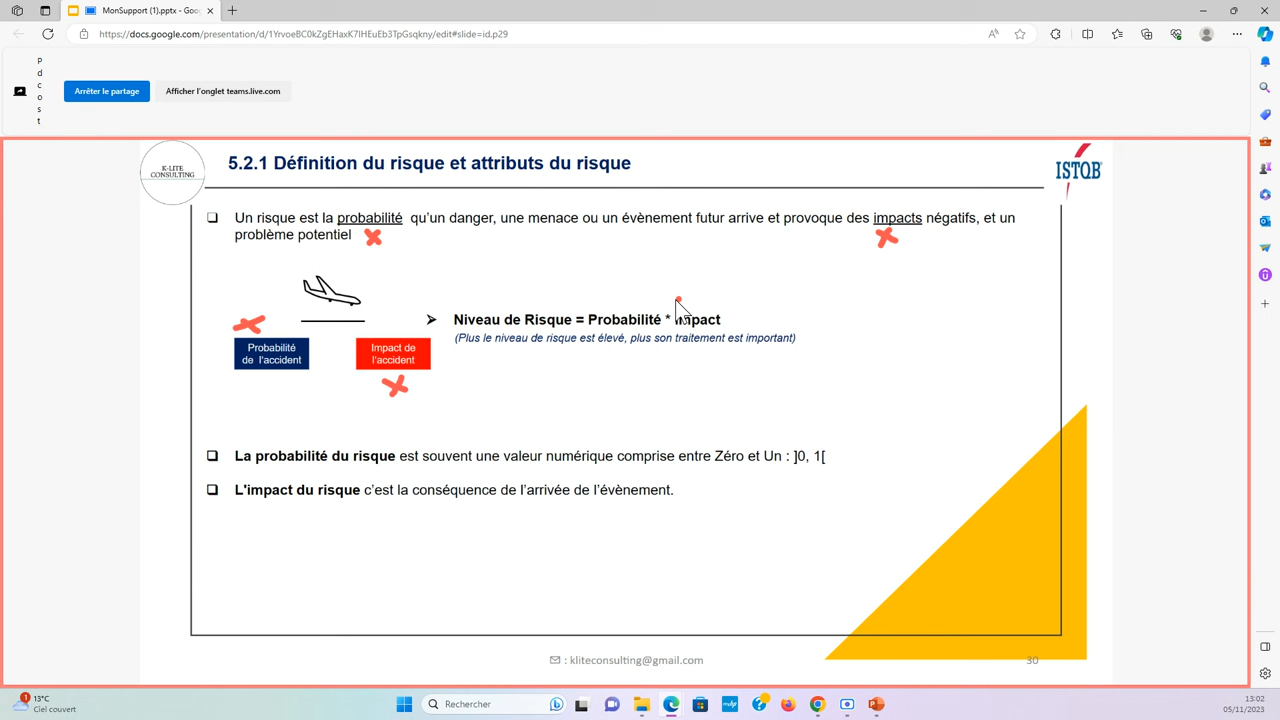 MonSupport (1).pptx - Goo
https://docs.google.com/presentation/d/1YrvoeBC0kZgEHaxK7IHEuEb3TpGsqkny/edit#slide=id.p29
P
d
c
o
s
t
Arrêter le partage
Afficher l'onglet teams.live.com
K-LITE
CONSULTING
5.2.1 Définition du risque et attributs du risque
ISTQB®
❑ Un risque est la probabilité qu'un danger, une menace ou un évènement futur arrive et provoque des impacts négatifs, et un
problème potentiel
➢ Niveau de Risque = Probabilité * Impact
(Plus le niveau de risque est élevé, plus son traitement est important)
Probabilité
de l'accident
Impact de
l'accident
❑ La probabilité du risque est souvent une valeur numérique comprise entre Zéro et Un : ]0, 1[
❑ L'impact du risque c'est la conséquence de l'arrivée de l'évènement.
: kliteconsulting@gmail.com
30
1
13°C
Ciel couvert
Rechercher
13:02
05/11/2023